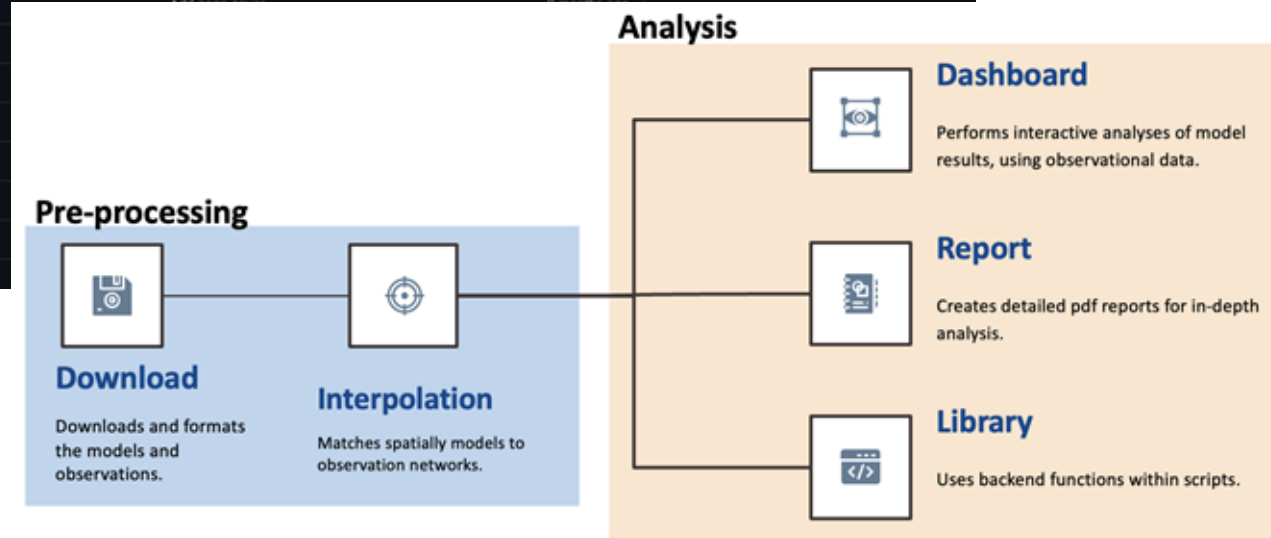 Analysis
Dashboard
Performs interactive analyses of model
results, using observational data.
Pre-processing
Report
Creates detailed pdf reports for in-depth
analysis.
Download
Downloads and formats
the models and
observations.
Interpolation
Matches spatially models to
observation networks.
Library
Uses backend functions within scripts.